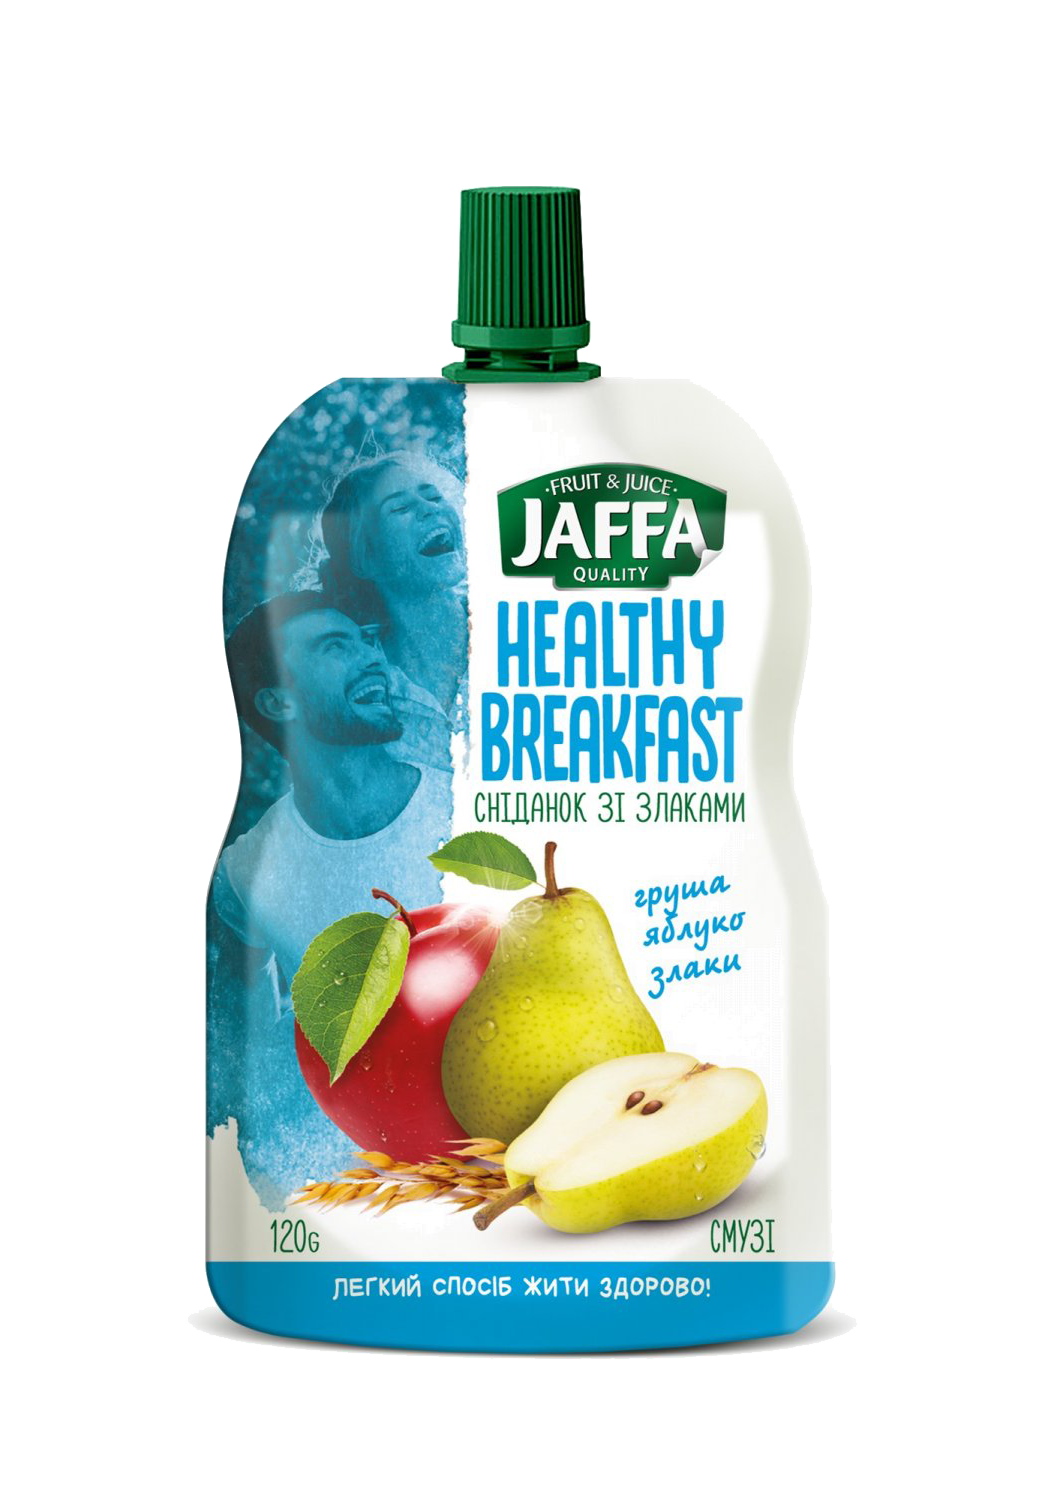 ·FRUIT & JUICE·
JAFFA
QUALITY
HEALTHY
BREAKFAST
СНІДАНОК ЗІ ЗЛАКАМИ
груша
яблуко
злаки
120G
СМУЗІ
ЛЕГКИЙ СПОСІБ ЖИТИ ЗДОРОВО!